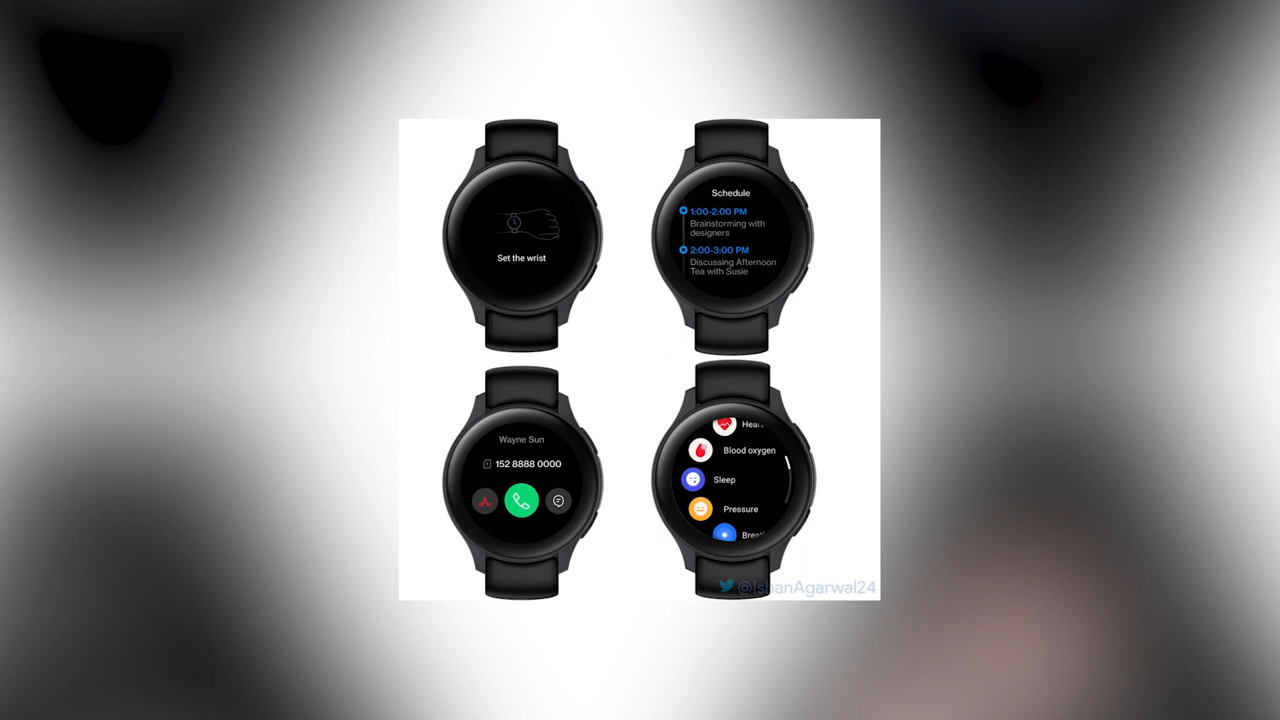 Set the wrist
Schedule
1:00-2:00 PM
Brainstorming with
designers
2:00-3:00 PM
Discussing Afternoon
Tea with Susie
Wayne Sun
152 8888 0000
Blood oxygen
Sleep
Pressure
@IshanAgarwal24